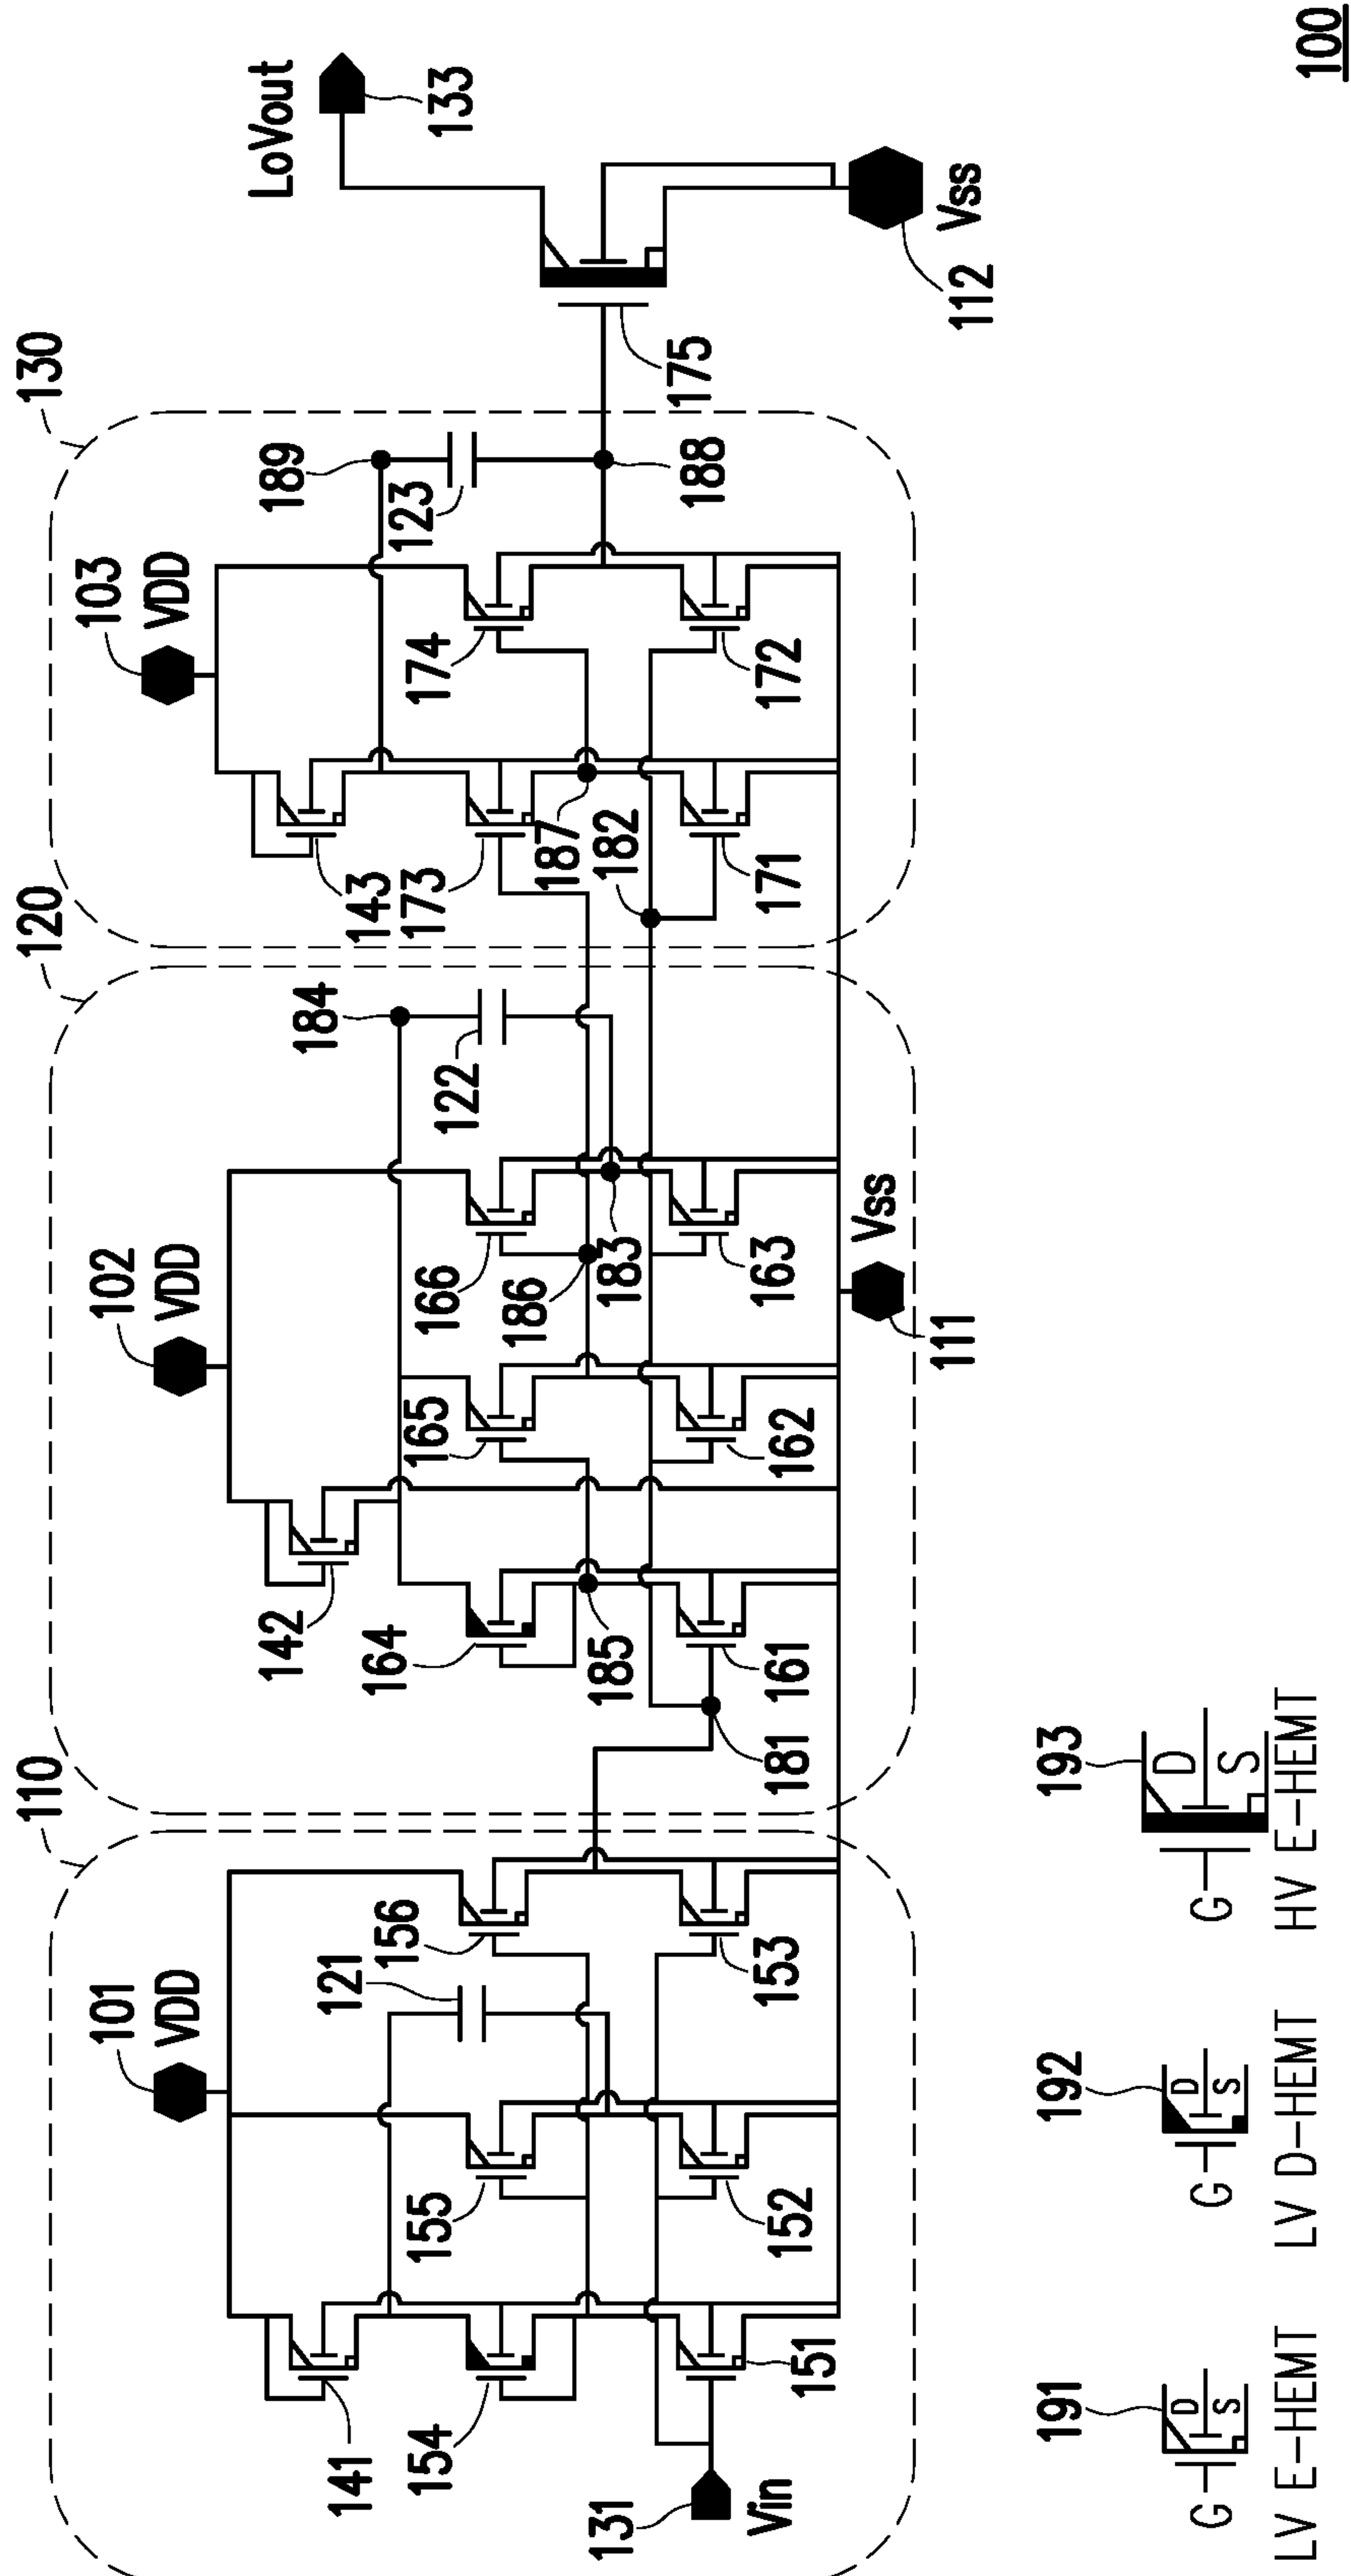 100
110
120
130
101
VDD
102
VDD
103
VDD
141
154
151
155
152
121
156
153
131
Vin
142
164
185
161
181
165
162
166
186
183
163
184
122
Vss
111
143
173
187
182
171
174
172
189
123
188
175
LoVout
133
112
Vss
191
G
D
S
LV E-HEMT
192
G
D
S
LV D-HEMT
193
G
D
S
HV E-HEMT